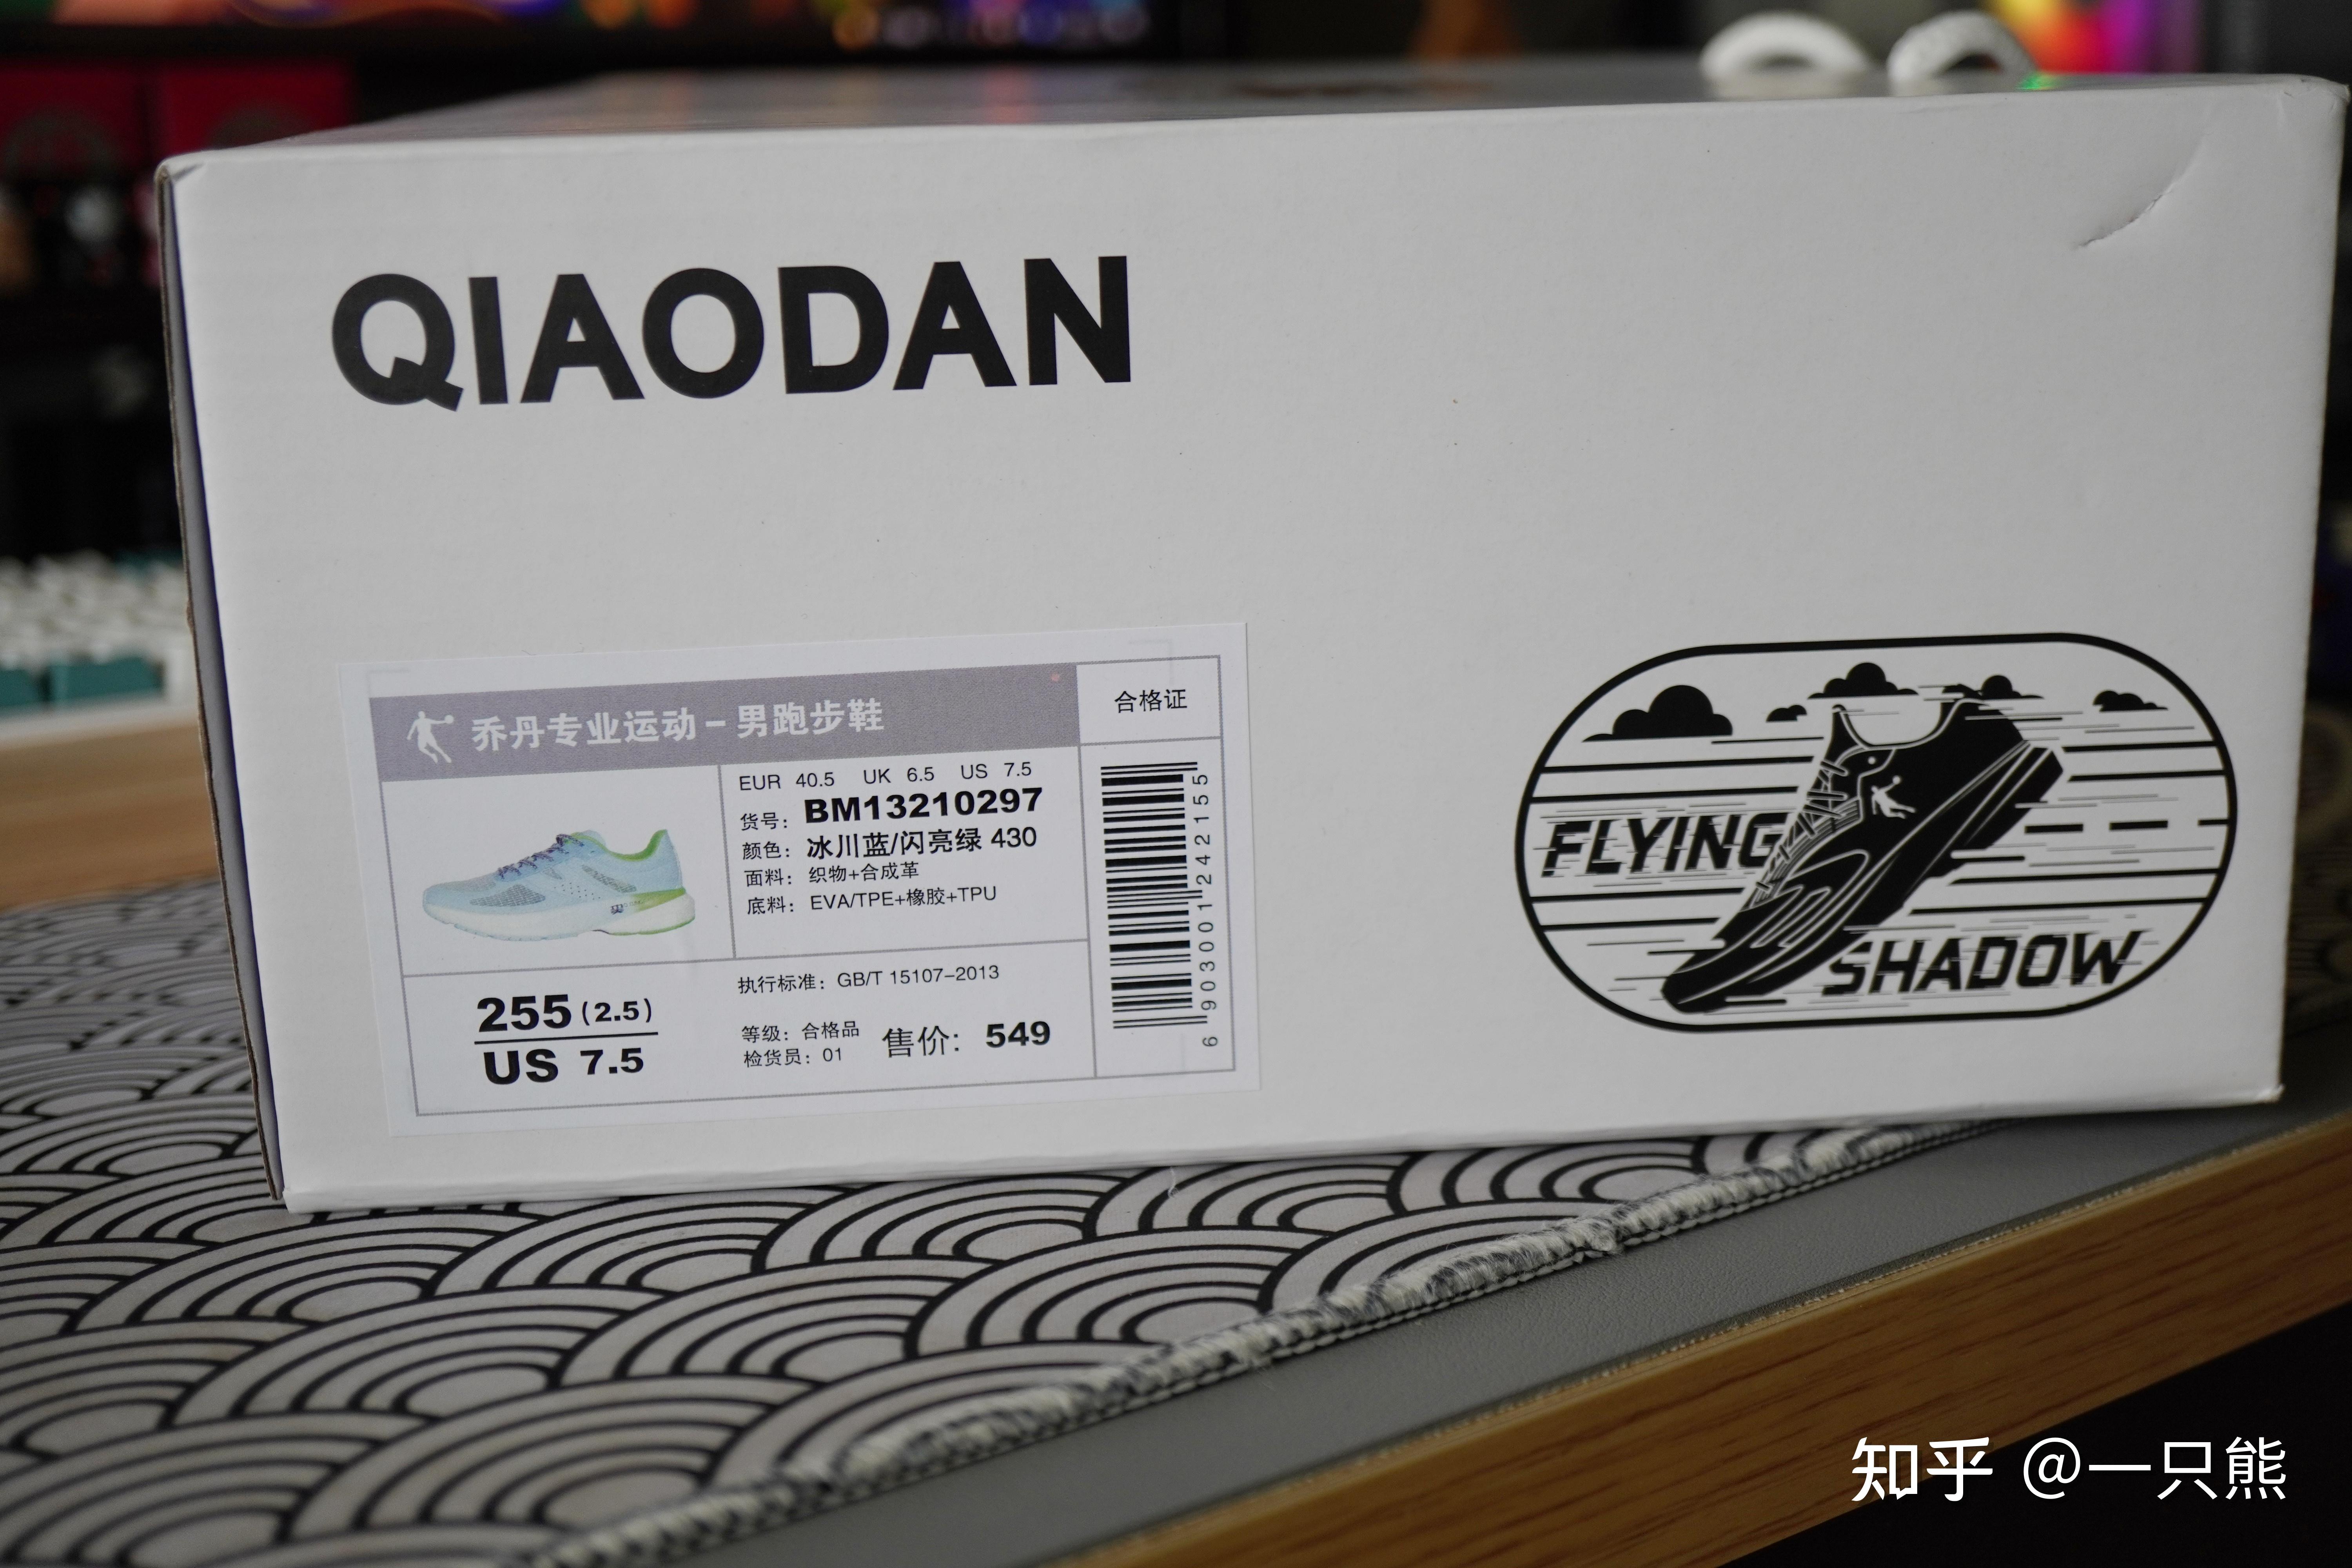 QIAODAN
乔丹专业运动-男跑步鞋
合格证
EUR 40.5 UK 6.5 US 7.5
货号: BM13210297
颜色: 冰川蓝/闪亮绿 430
面料: 织物+合成革
底料: EVA/TPE+橡胶+TPU
255(2.5)
US 7.5
执行标准: GB/T 15107-2013
等级: 合格品
检货员: 01
售价: 549
6 903001 242155
FLYING
SHADOW
知乎 @一只熊